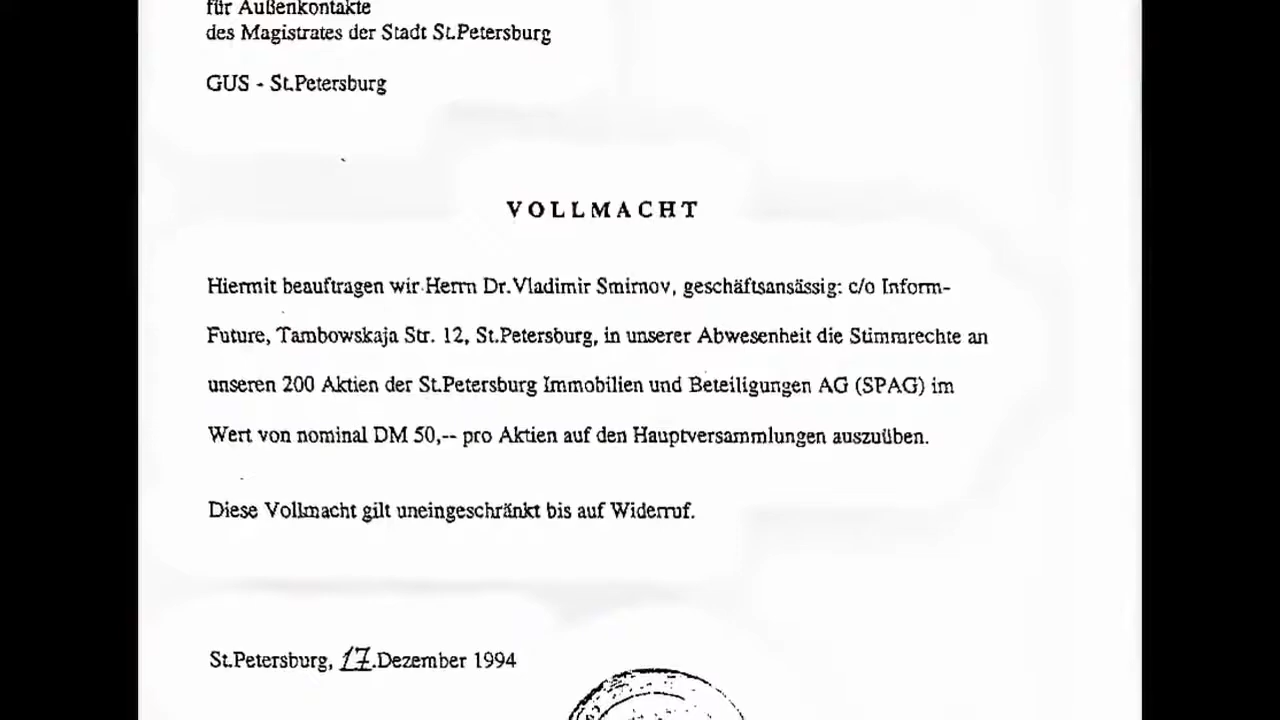 für Außenkontakte
des Magistrates der Stadt St.Petersburg
GUS - St.Petersburg
VOLLMACHT
Hiermit beauftragen wir Herrn Dr.Vladimir Smirnov, geschäftsansässig: c/o Inform-
Future, Tambowskaja Str. 12, St.Petersburg, in unserer Abwesenheit die Stimmrechte an
unseren 200 Aktien der St.Petersburg Immobilien und Beteiligungen AG (SPAG) im
Wert von nominal DM 50,-- pro Aktien auf den Hauptversammlungen auszuüben.
Diese Vollmacht gilt uneingeschränkt bis auf Widerruf.
St.Petersburg, 17.Dezember 1994